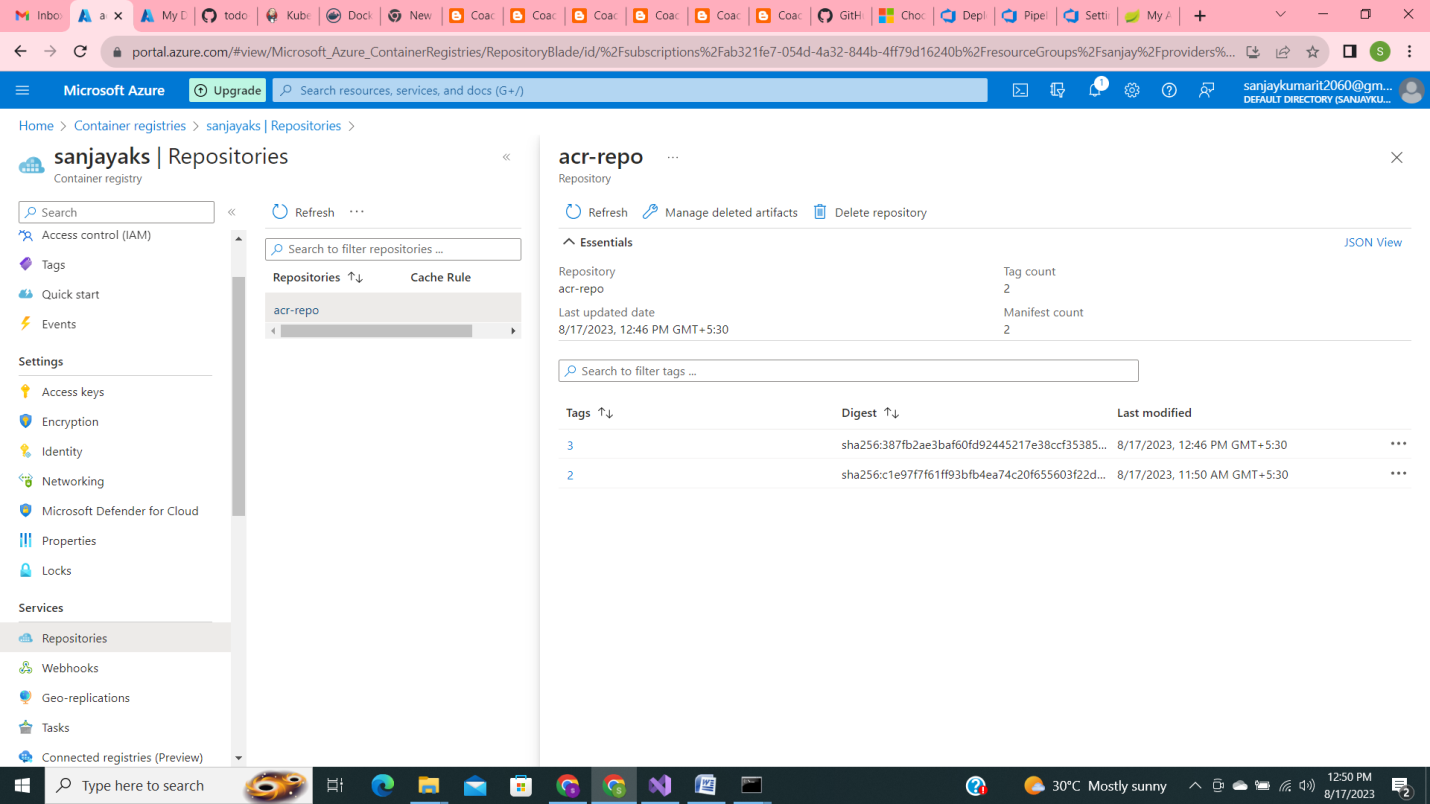 Inbox
ac
My D
todo
Kube
Dock
New
Coac
Coac
Coac
Coac
Coac
Coac
GitH
Choc
Depl
Pipel
Settin
My A
portal.azure.com/#view/Microsoft_Azure_ContainerRegistries/RepositoryBlade/id/%2Fsubscriptions%2Fab321fe7-054d-4a32-844b-4ff79d16240b%2FresourceGroups%2Fsanjay%2Fproviders%...
S
Microsoft Azure
Upgrade
Search resources, services, and docs (G+/)
1
sanjaykumarit2060@gm...
DEFAULT DIRECTORY (SANJAYKU...
Home > Container registries > sanjayaks | Repositories >
sanjayaks | Repositories
Container registry
Search
Access control (IAM)
Tags
Quick start
Events
Settings
Access keys
Encryption
Identity
Networking
Microsoft Defender for Cloud
Properties
Locks
Services
Repositories
Webhooks
Geo-replications
Tasks
Connected registries (Preview)
Refresh
Search to filter repositories ...
Repositories Cache Rule
acr-repo
acr-repo
Repository
Refresh Manage deleted artifacts Delete repository
Essentials
JSON View
Repository
acr-repo
Tag count
2
Last updated date
8/17/2023, 12:46 PM GMT+5:30
Manifest count
2
Search to filter tags ...
Tags Digest Last modified
3 sha256:387fb2ae3baf60fd92445217e38ccf35385... 8/17/2023, 12:46 PM GMT+5:30
2 sha256:c1e97f7f61ff93bfb4ea74c20f655603f22d... 8/17/2023, 11:50 AM GMT+5:30
Type here to search
30°C Mostly sunny
12:50 PM
8/17/2023
2